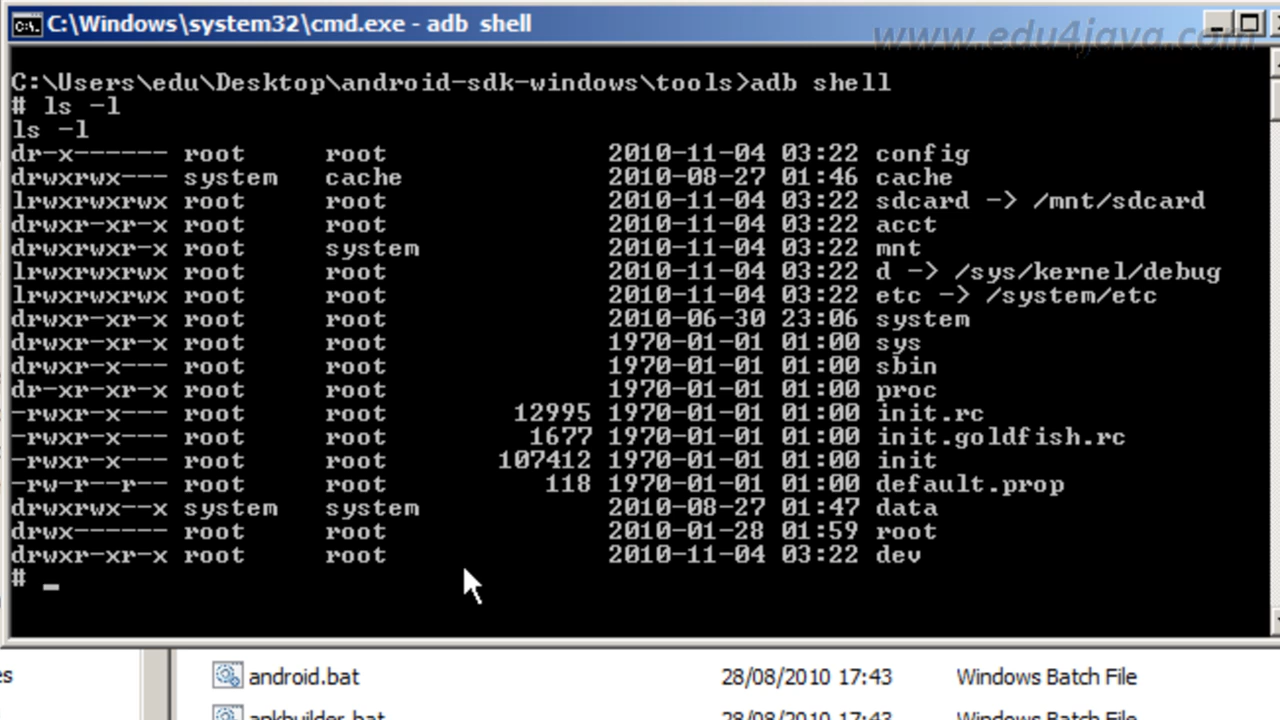 C:\Windows\system32\cmd.exe - adb shell
www.edu4java.com
C:\Users\edu\Desktop\android-sdk-windows\tools>adb shell
# ls -l
ls -l
dr-x------ root root 2010-11-04 03:22 config
drwxrwx--- system cache 2010-08-27 01:46 cache
lrwxrwxrwx root root 2010-11-04 03:22 sdcard -> /mnt/sdcard
drwxr-xr-x root root 2010-11-04 03:22 acct
drwxrwxr-x root system 2010-11-04 03:22 mnt
lrwxrwxrwx root root 2010-11-04 03:22 d -> /sys/kernel/debug
lrwxrwxrwx root root 2010-11-04 03:22 etc -> /system/etc
drwxr-xr-x root root 2010-06-30 23:06 system
drwxr-xr-x root root 1970-01-01 01:00 sys
drwxr-x--- root root 1970-01-01 01:00 sbin
dr-xr-xr-x root root 1970-01-01 01:00 proc
-rwxr-x--- root root 12995 1970-01-01 01:00 init.rc
-rwxr-x--- root root 1677 1970-01-01 01:00 init.goldfish.rc
-rwxr-x--- root root 107412 1970-01-01 01:00 init
-rw-r--r-- root root 118 1970-01-01 01:00 default.prop
drwxrwx--x system system 2010-08-27 01:47 data
drwx------ root root 2010-01-28 01:59 root
drwxr-xr-x root root 2010-11-04 03:22 dev
# _
android.bat 28/08/2010 17:43 Windows Batch File
apkbuilder.bat 28/08/2010 17:43 Windows Batch File